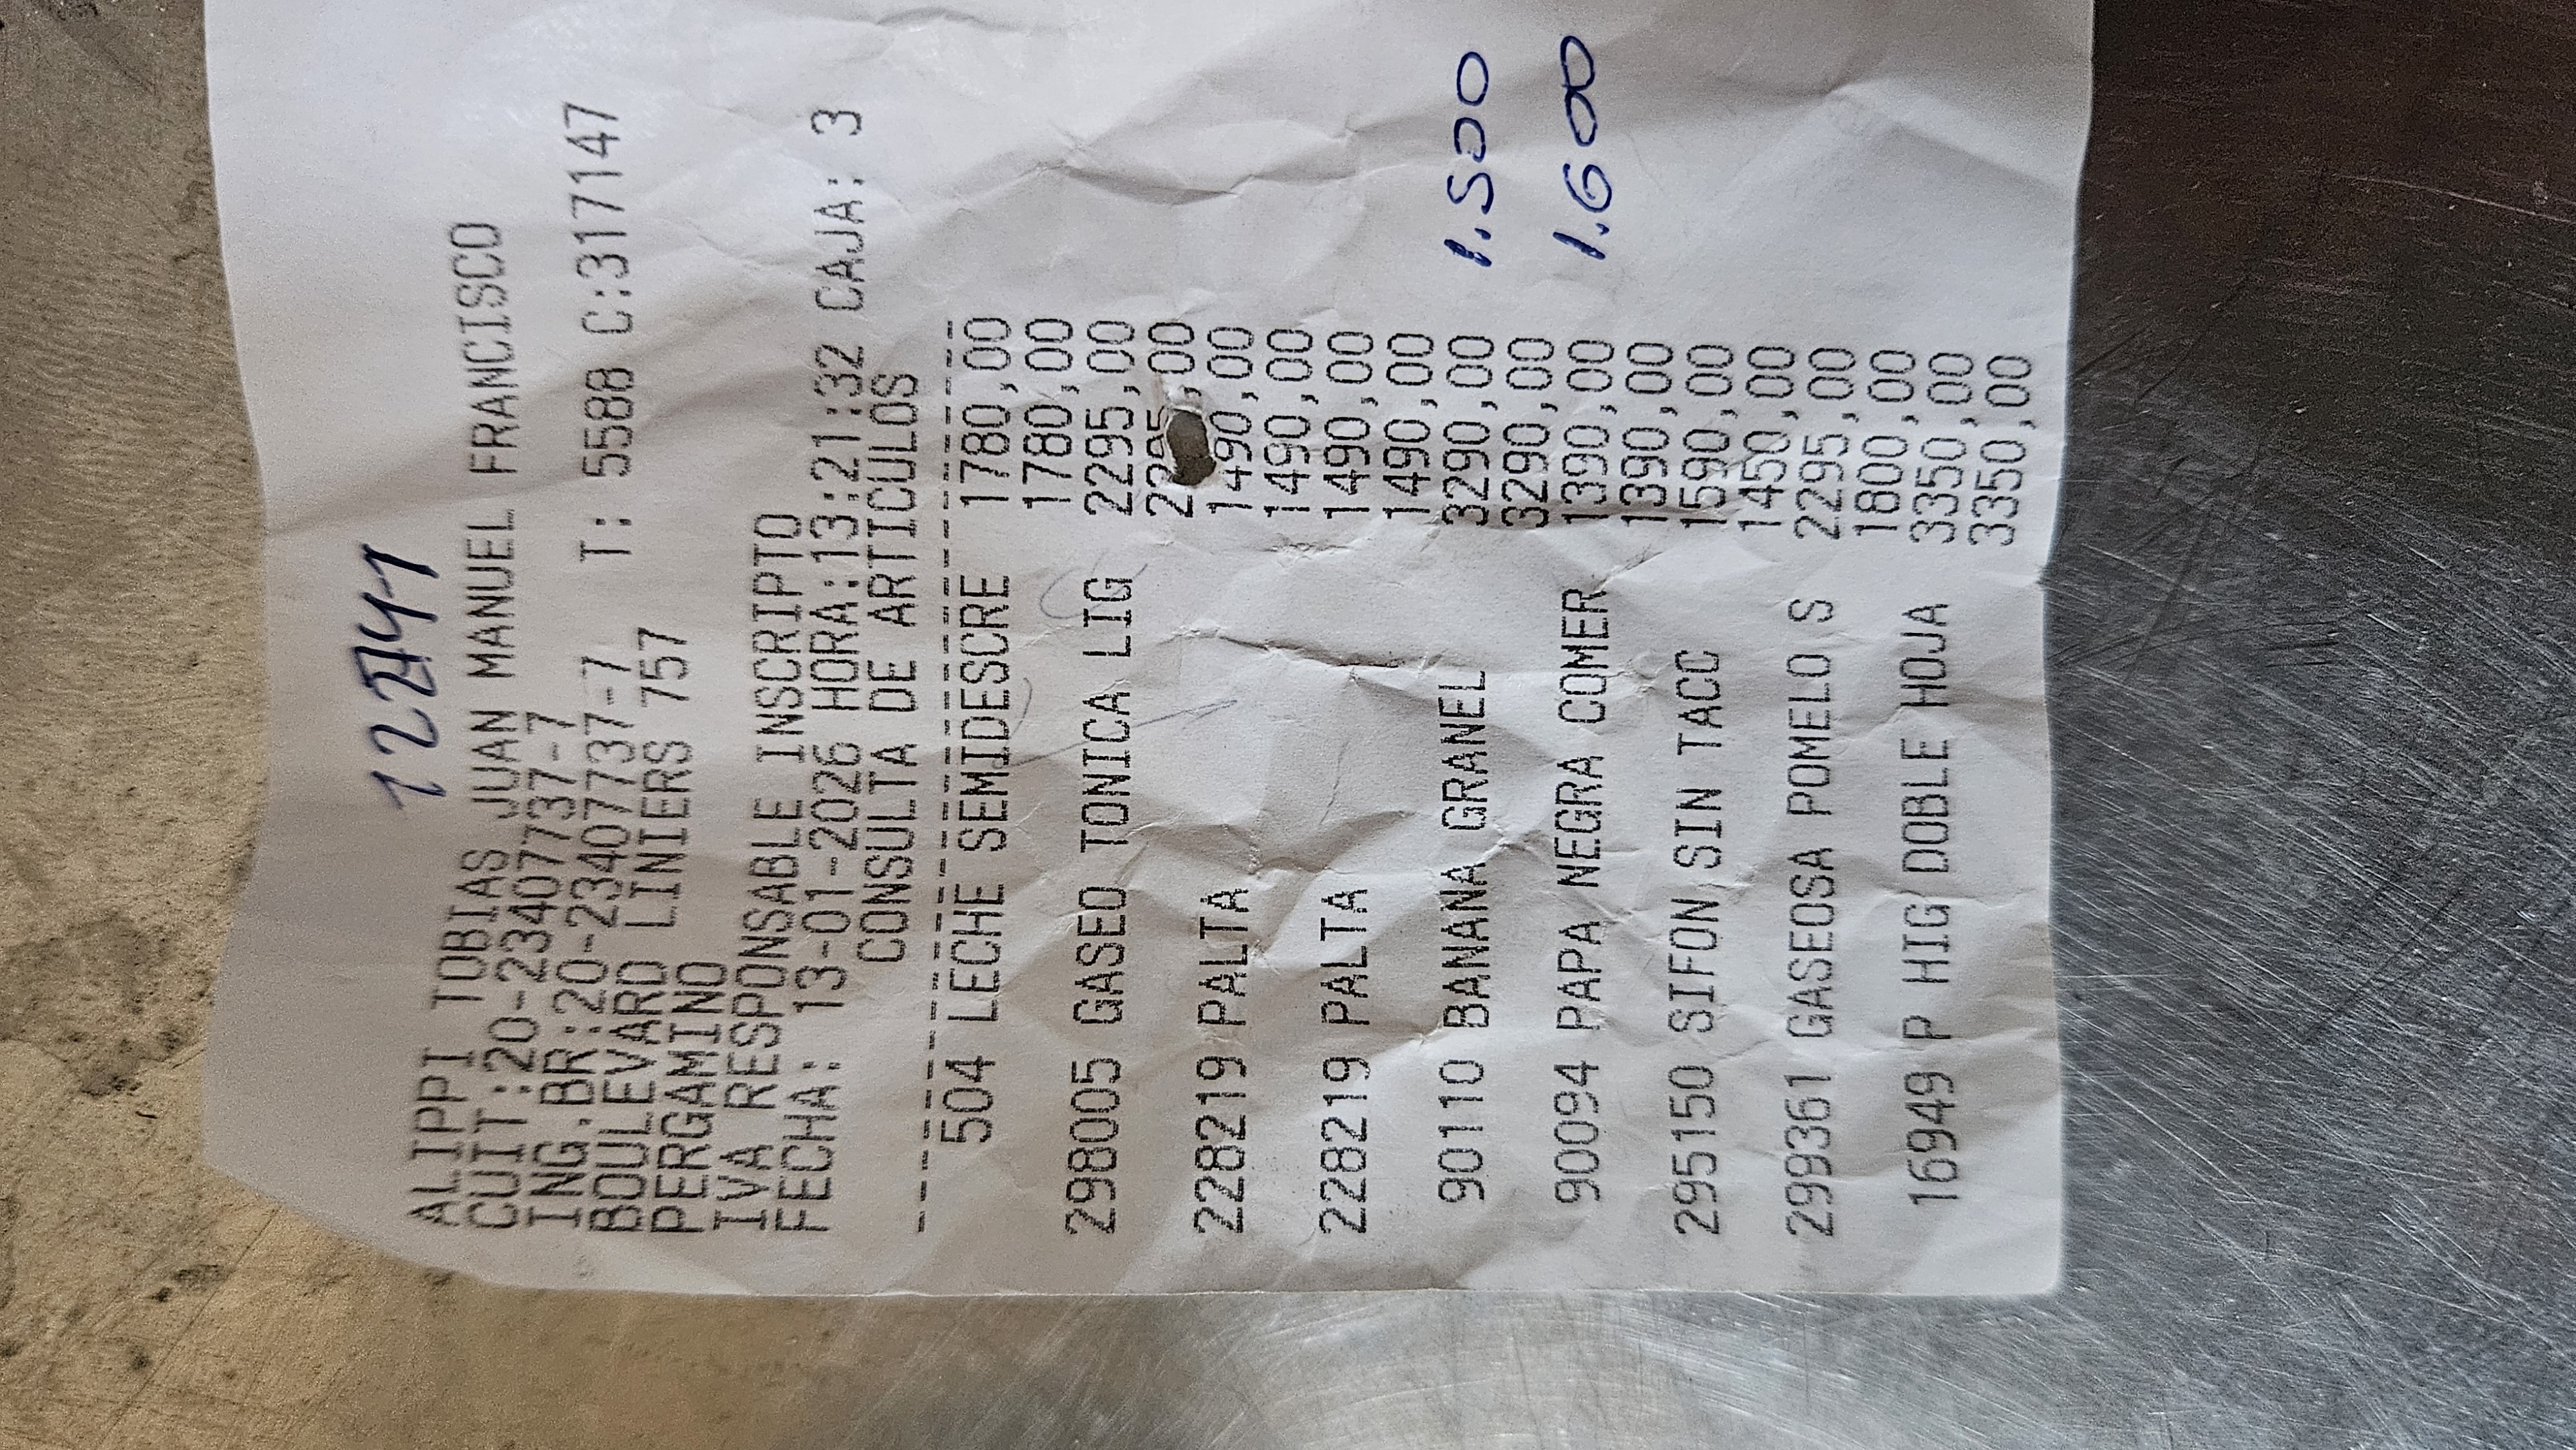 ALIPPI TOBIAS JUAN MANUEL FRANCISCO
CUIT:20-23407737-7
ING.BR:20-23407737-7 T: 5588 C:317147
BOULEVARD LINIERS 757
PERGAMINO
IVA RESPONSABLE INSCRIPTO
FECHA: 13-01-2026 HORA:13:21:32 CAJA: 3
CONSULTA DE ARTICULOS
504 LECHE SEMIDESCRE 1780,00
1780,00
298005 GASEO TONICA LIG 2295,00
2295,00
228219 PALTA 1490,00
1490,00
228219 PALTA 1490,00
1490,00
90110 BANANA GRANEL 3290,00 1.500
3290,00
90094 PAPA NEGRA COMER 1390,00 1.600
1390,00
295150 SIFON SIN TACC 1590,00
1450,00
299361 GASEOSA POMELO S 2295,00
1800,00
16949 P HIG DOBLE HOJA 3350,00
3350,00